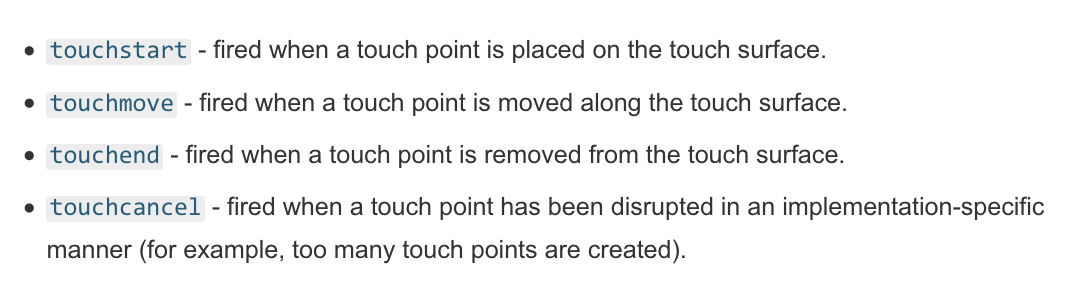 • touchstart - fired when a touch point is placed on the touch surface.
• touchmove - fired when a touch point is moved along the touch surface.
• touchend - fired when a touch point is removed from the touch surface.
• touchcancel - fired when a touch point has been disrupted in an implementation-specific
manner (for example, too many touch points are created).